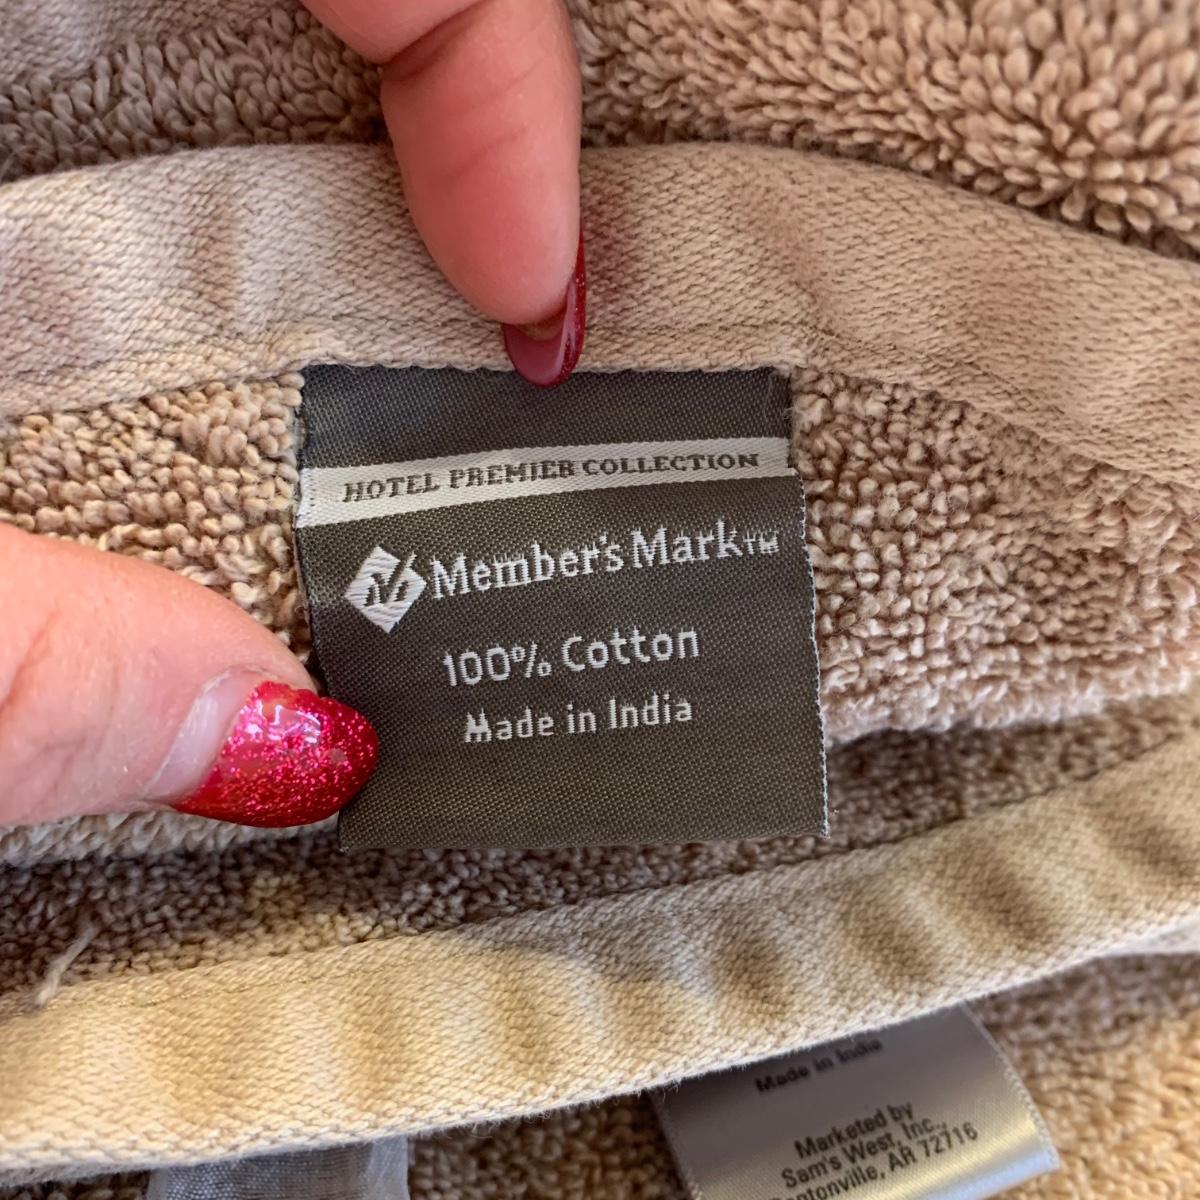 HOTEL PREMIER COLLECTION
Member's Mark™
100% Cotton
Made in India
Made in India
Marketed by
Sam's West, Inc.,
Bentonville, AR 72716